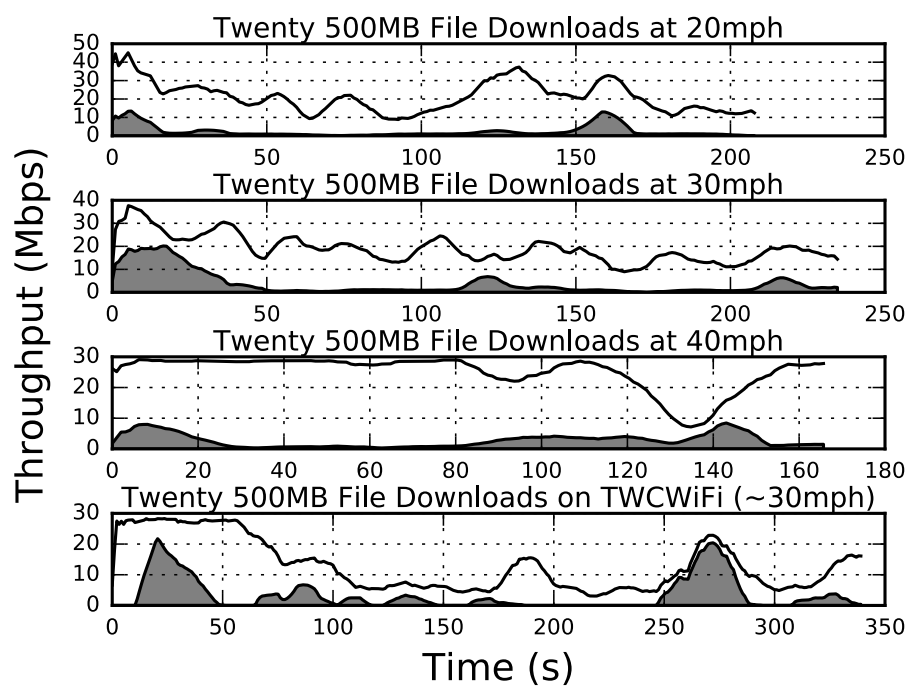 Twenty 500MB File Downloads at 20mph
50
40
30
20
10
0
0 50 100 150 200 250
Twenty 500MB File Downloads at 30mph
40
30
20
10
0
0 50 100 150 200 250
Twenty 500MB File Downloads at 40mph
30
20
10
0
0 20 40 60 80 100 120 140 160 180
Twenty 500MB File Downloads on TWCWiFi (~30mph)
30
20
10
0
0 50 100 150 200 250 300 350
Throughput (Mbps)
Time (s)